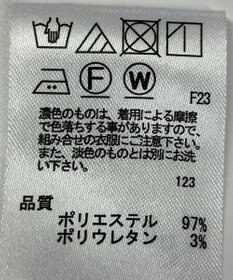 F
W
F23
濃色のものは、着用による摩擦
で色落ちする事がありますので、
組み合せの衣服にご注意下さい。
また、淡色のものとは別にお洗
い下さい。
123
品質
ポリエステル 97%
ポリウレタン 3%